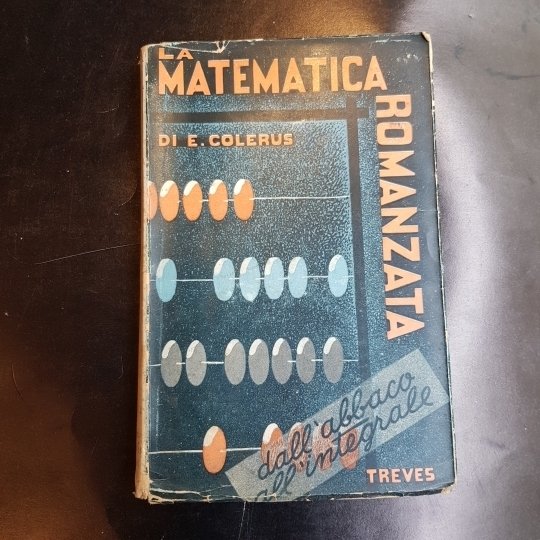 LA
MATEMATICA
ROMANZATA
DI E. COLERUS
dall'abbaco
all'integrale
TREVES